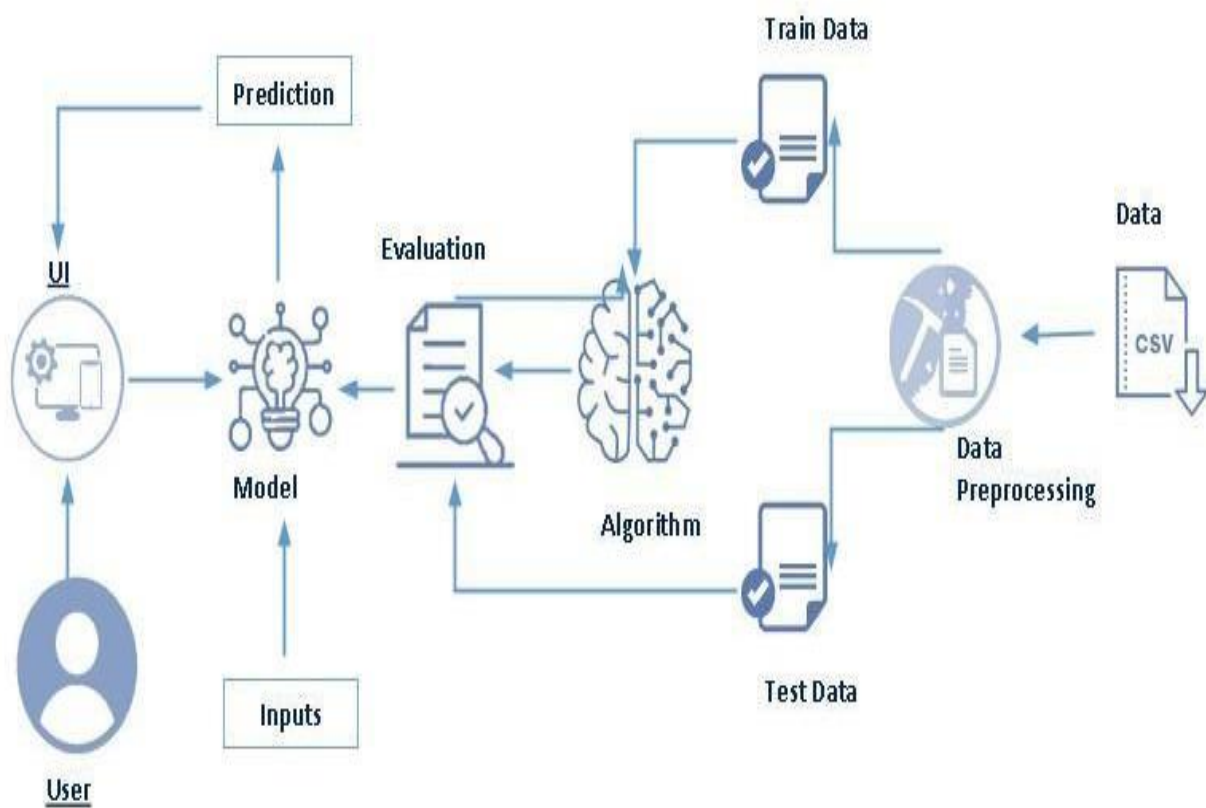 Train Data
Prediction
Data
Evaluation
UI
CSV
Model
Data
Preprocessing
Algorithm
Test Data
Inputs
User